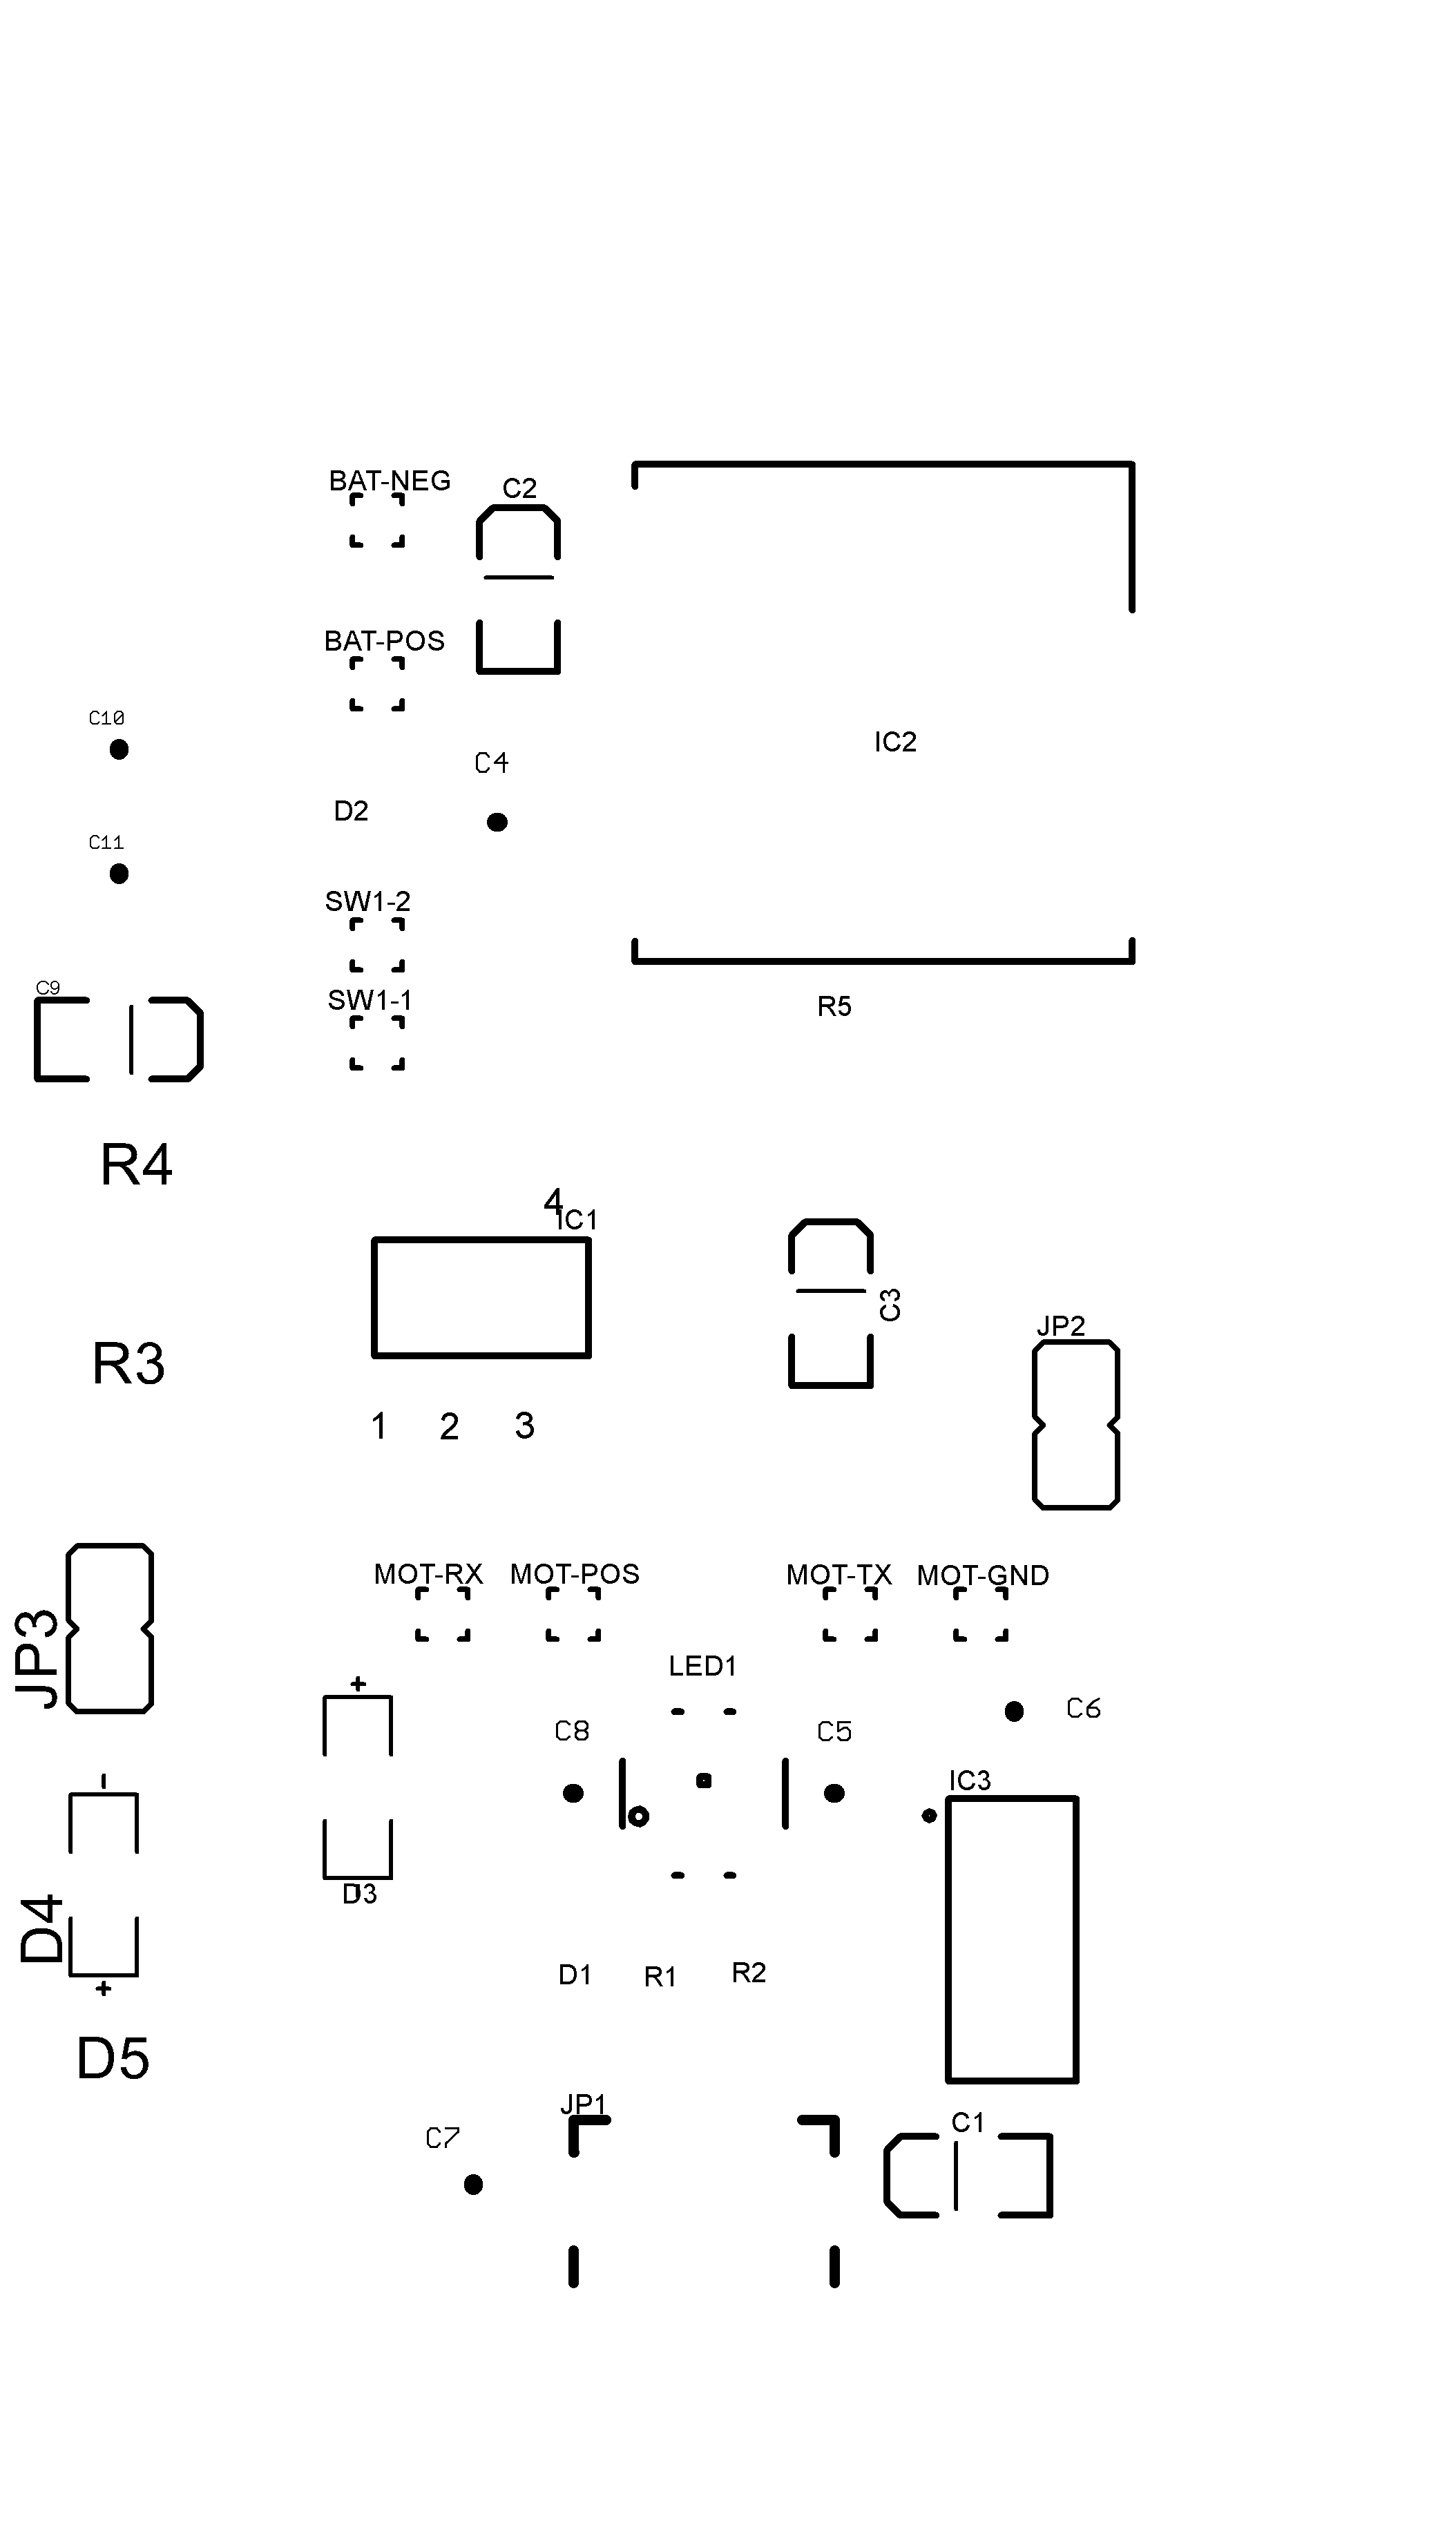 BAT-NEG
C2
BAT-POS
C10
IC2
C4
D2
C11
SW1-2
C9
SW1-1
R5
R4
4
IC1
C3
JP2
R3
1 2 3
MOT-RX MOT-POS MOT-TX MOT-GND
JP3
LED1
+
C8
C5
C6
-
IC3
D3
D4
+
D1
R1
R2
D5
JP1
C7
C1